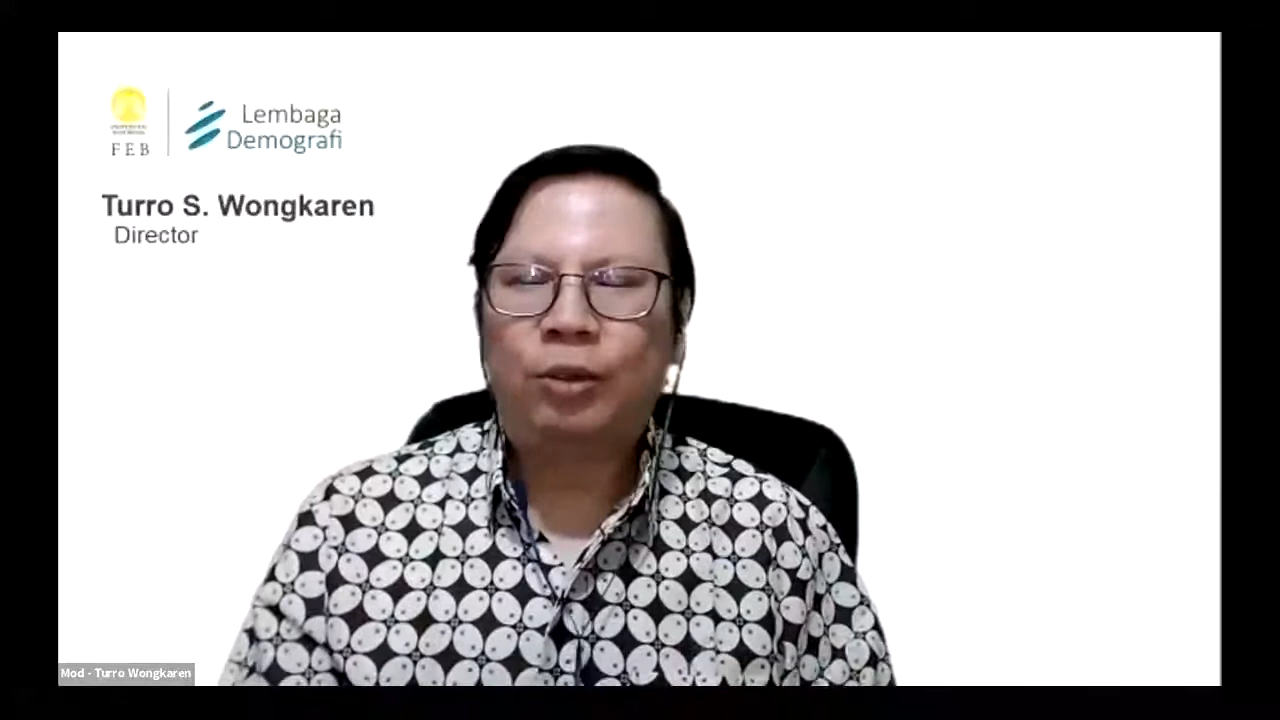 Lembaga
Demografi
FEB
Turro S. Wongkaren
Director
Mod - Turro Wongkaren